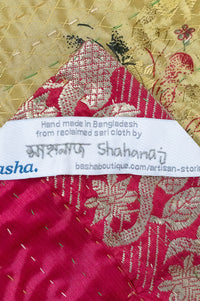 Hand made in Bangladesh
from reclaimed sari cloth by
শাহানাজ Shahanaj
asha.
bashaboutique.com/artisan-stori